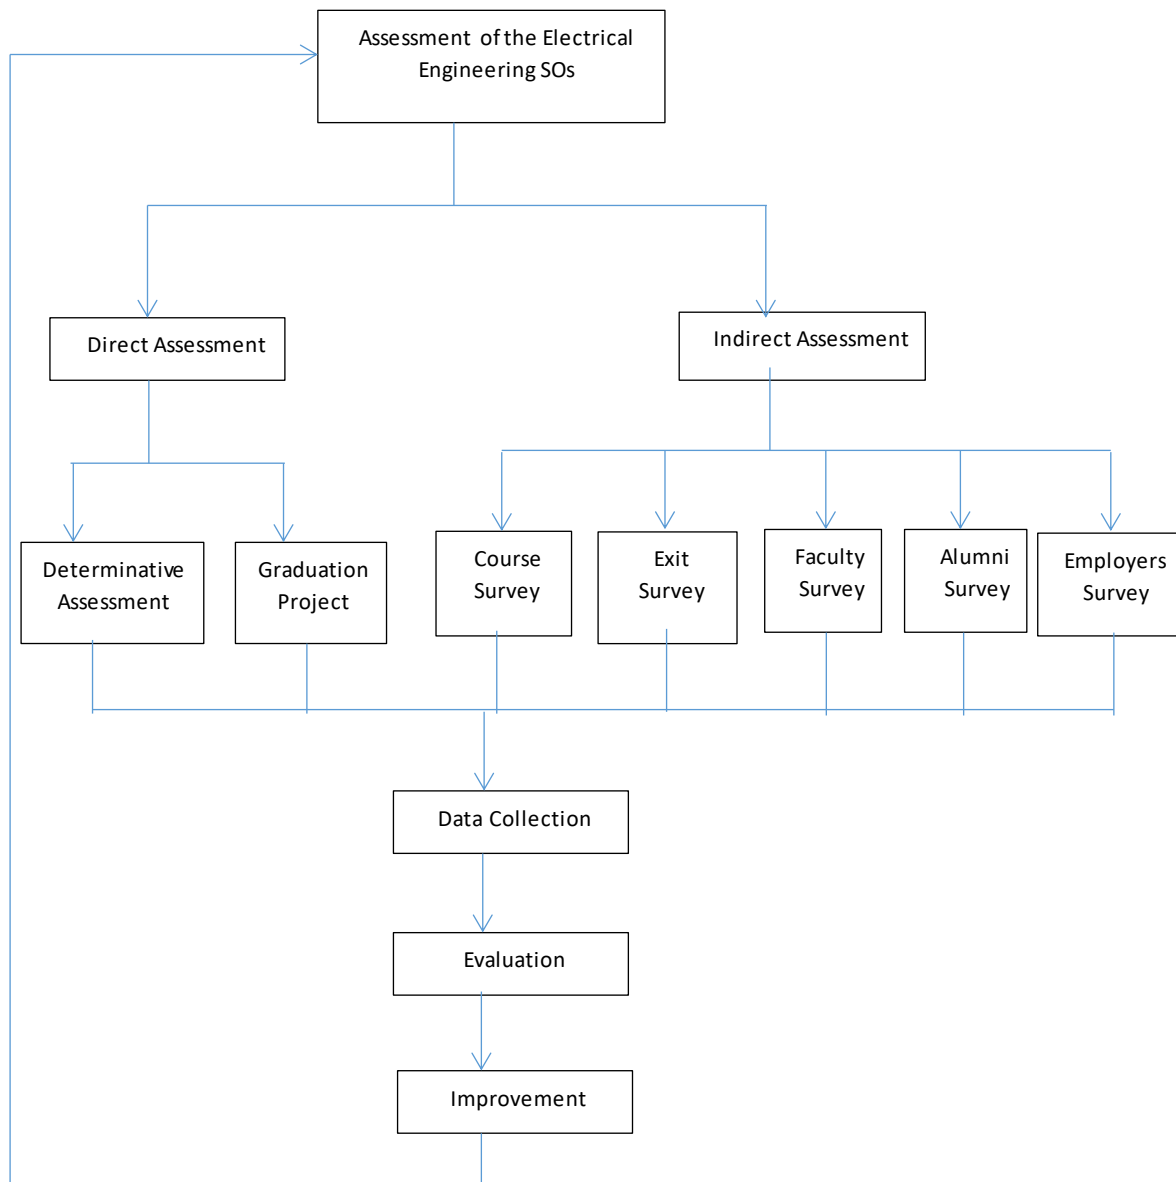 Assessment of the Electrical
Engineering SOs
Direct Assessment
Indirect Assessment
Determinative
Assessment
Graduation
Project
Course
Survey
Exit
Survey
Faculty
Survey
Alumni
Survey
Employers
Survey
Data Collection
Evaluation
Improvement